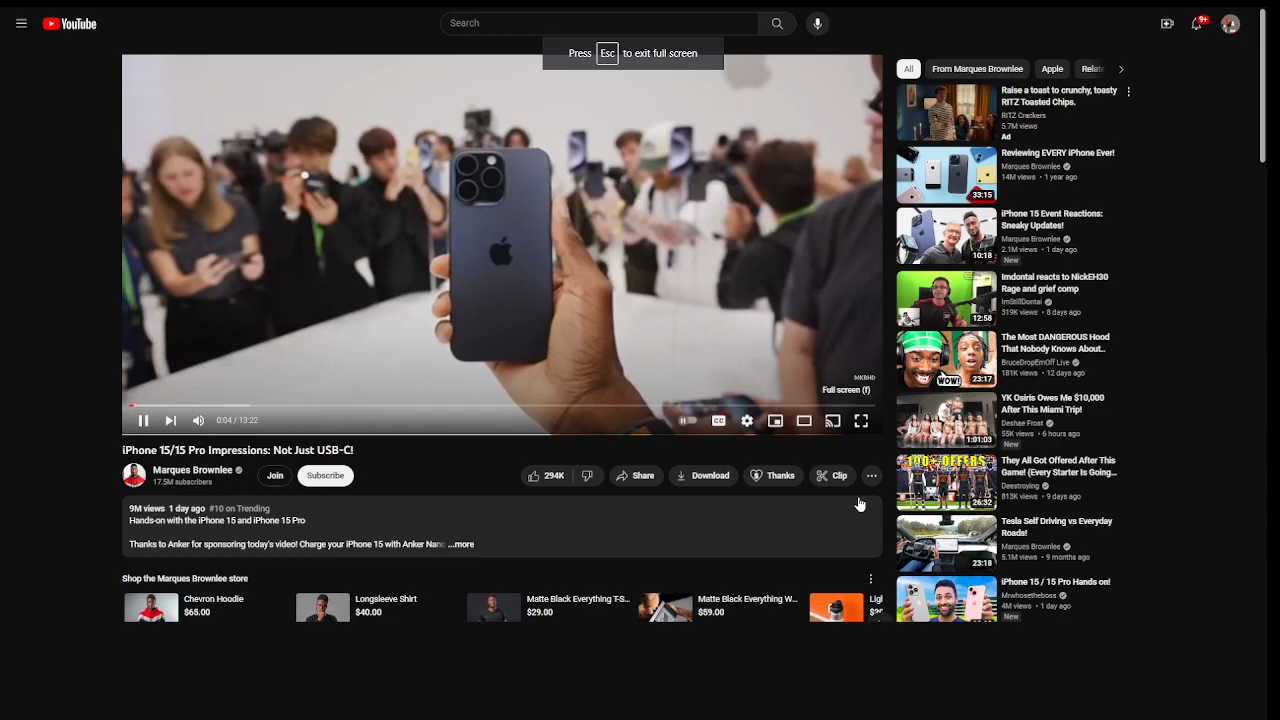 YouTube
Search
9+
Press Esc to exit full screen
MKBHD
Full screen (f)
0:04 / 13:22
CC
iPhone 15/15 Pro Impressions: Not Just USB-C!
Marques Brownlee
17.5M subscribers
Join
Subscribe
294K
Share
Download
Thanks
Clip
9M views 1 day ago #10 on Trending
Hands-on with the iPhone 15 and iPhone 15 Pro
Thanks to Anker for sponsoring today's video! Charge your iPhone 15 with Anker Nano ...more
Shop the Marques Brownlee store
Chevron Hoodie
$65.00
Longsleeve Shirt
$40.00
Matte Black Everything T-S...
$29.00
Matte Black Everything W...
$59.00
All
From Marques Brownlee
Apple
Raise a toast to crunchy, toasty
RITZ Toasted Chips.
RITZ Crackers
5.7M views
Ad
Reviewing EVERY iPhone Ever!
Marques Brownlee
14M views • 1 year ago
33:15
iPhone 15 Event Reactions:
Sneaky Updates!
Marques Brownlee
2.1M views • 1 day ago
New
10:18
Imdontai reacts to NickEH30
Rage and grief comp
ImStillDontai
319K views • 8 days ago
12:58
The Most DANGEROUS Hood
That Nobody Knows About...
BruceDropEmOff Live
181K views • 12 days ago
WOW!
23:17
YK Osiris Owes Me $10,000
After This Miami Trip!
Deshae Frost
55K views • 6 hours ago
New
1:01:03
They All Got Offered After This
Game! (Every Starter Is Going...
Deestroying
813K views • 9 days ago
100+ OFFERS
26:32
Tesla Self Driving vs Everyday
Roads!
Marques Brownlee
5.1M views • 9 months ago
23:18
iPhone 15 / 15 Pro Hands on!
Mrwhosetheboss
4M views • 1 day ago
New